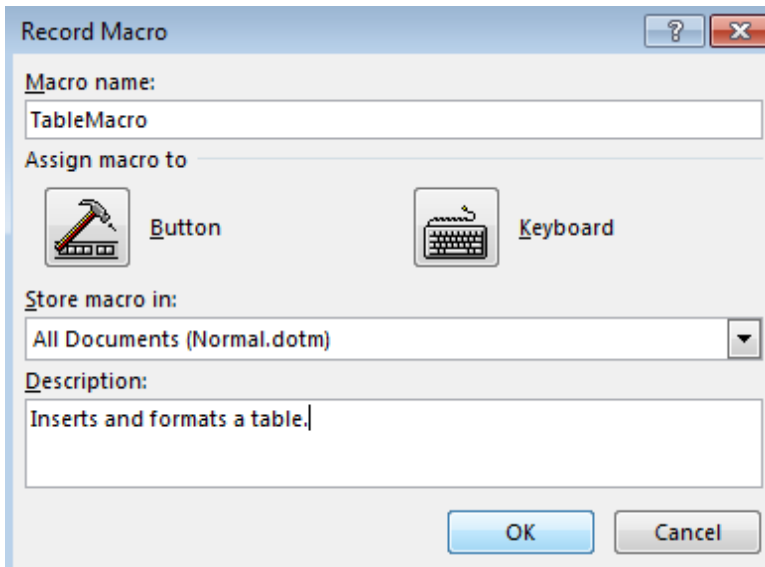 Record Macro
Macro name:
TableMacro
Assign macro to
Button Keyboard
Store macro in:
All Documents (Normal.dotm)
Description:
Inserts and formats a table.
OK Cancel